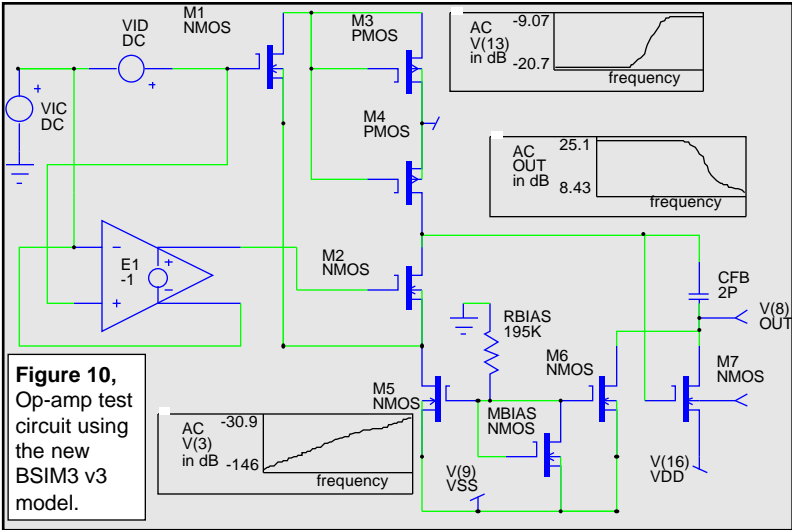 VID
DC
M1
NMOS
M3
PMOS
AC
V(13)
in dB
-9.07
-20.7
frequency
+
+
VIC
DC
M4
PMOS
AC
OUT
in dB
25.1
8.43
frequency
E1
-1
−
+
+
−
M2
NMOS
CFB
2P
RBIAS
195K
V(8)
OUT
M6
NMOS
M7
NMOS
Figure 10,
Op-amp test
circuit using
the new
BSIM3 v3
model.
M5
NMOS
MBIAS
NMOS
AC
V(3)
in dB
-30.9
-146
frequency
V(9)
VSS
V(16)
VDD